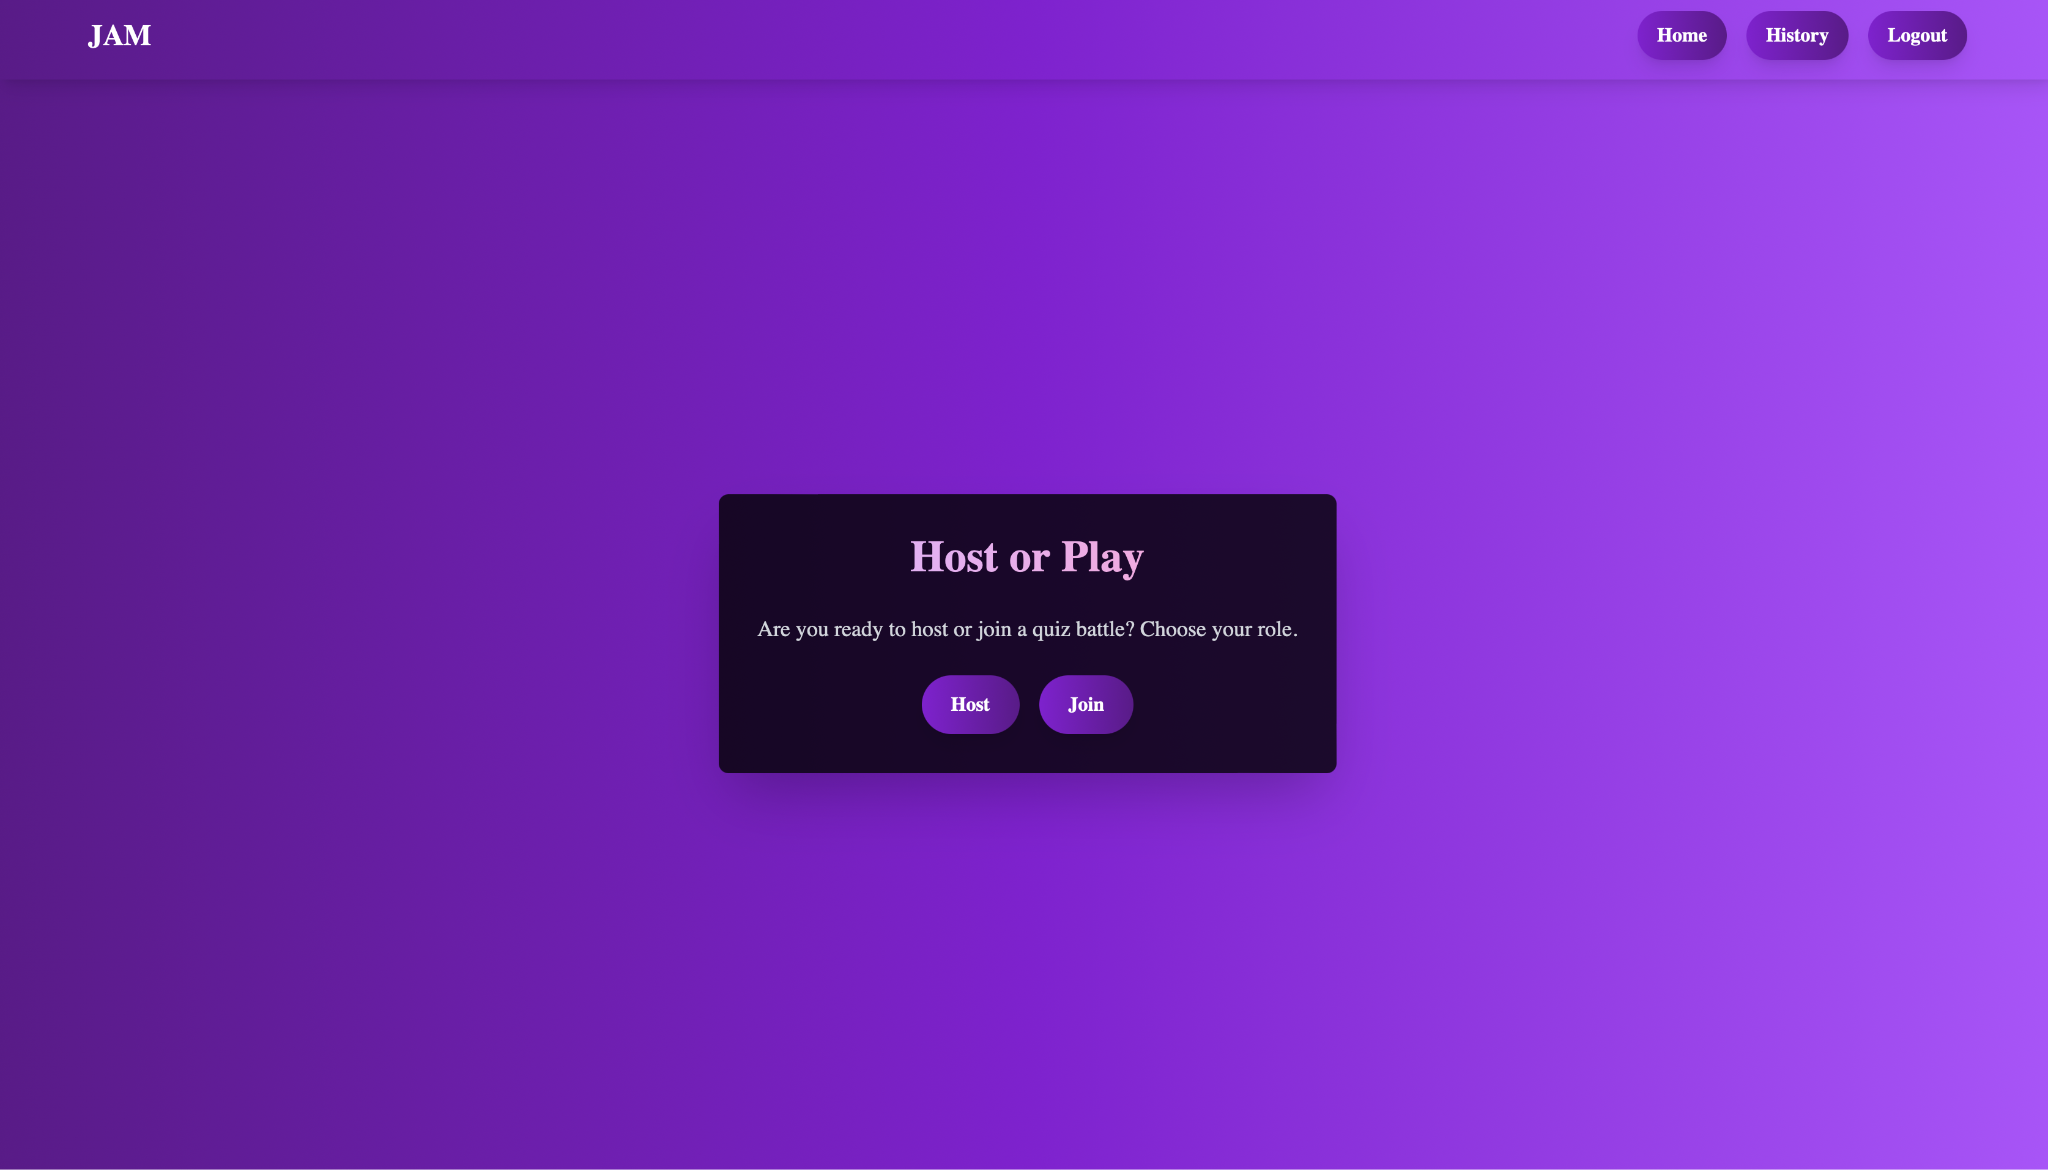 JAM
Home
History
Logout
Host or Play
Are you ready to host or join a quiz battle? Choose your role.
Host
Join